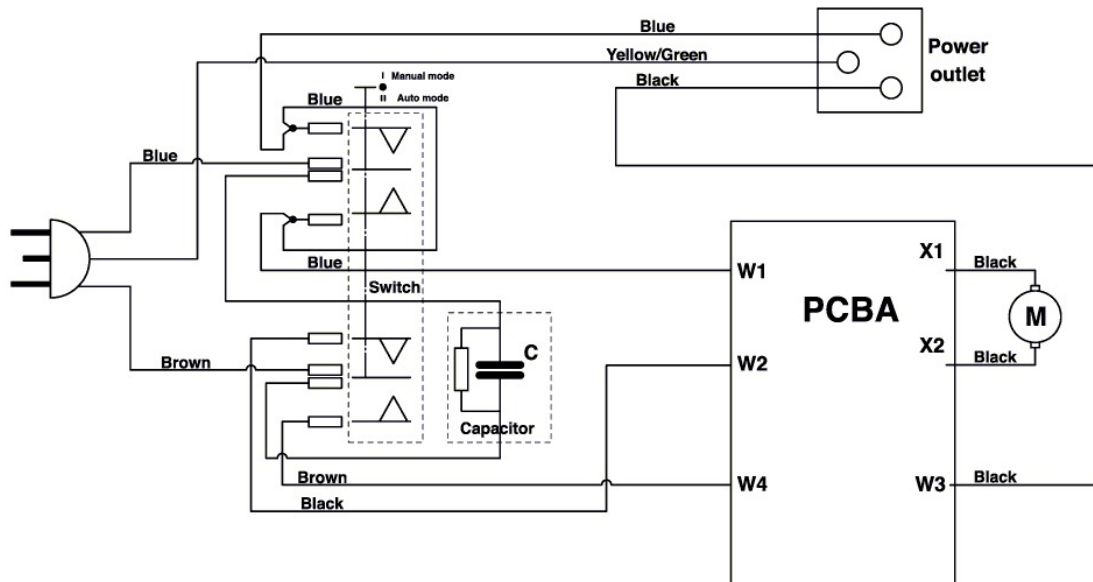 Blue
Yellow/Green
Black
Power
outlet
I Manual mode
II Auto mode
Blue
Blue
Blue
Switch
Brown
C
Capacitor
Brown
Black
W1
W2
W4
PCBA
X1
X2
W3
Black
M
Black
Black